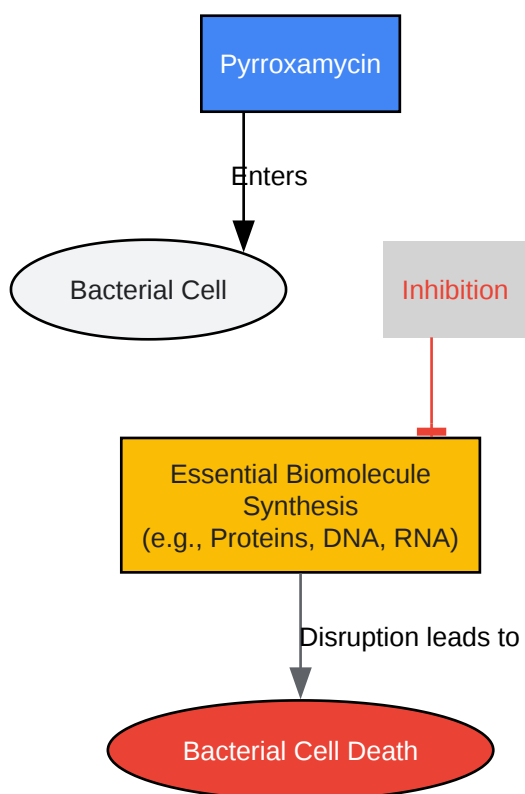 Pyrroxamycin
Enters
Bacterial Cell
Inhibition
Essential Biomolecule
Synthesis
(e.g., Proteins, DNA, RNA)
Disruption leads to
Bacterial Cell Death